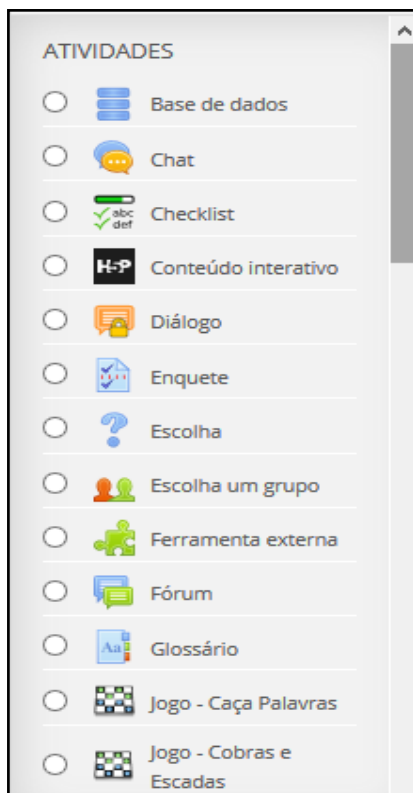 ATIVIDADES
Base de dados
Chat
abc
def
Checklist
H-P
Conteúdo interativo
Diálogo
Enquete
Escolha
Escolha um grupo
Ferramenta externa
Fórum
Aa
Glossário
Jogo - Caça Palavras
Jogo - Cobras e
Escadas